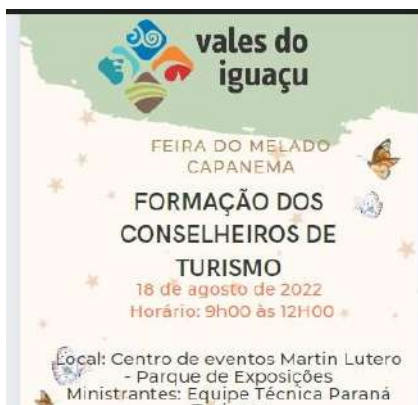 vales do
iguaçu
FEIRA DO MELADO
CAPANEMA
FORMAÇÃO DOS
CONSELHEIROS DE
TURISMO
18 de agosto de 2022
Horário: 9h00 às 12H00
Local: Centro de eventos Martin Lutero
- Parque de Exposições
Ministrantes: Equipe Técnica Paraná